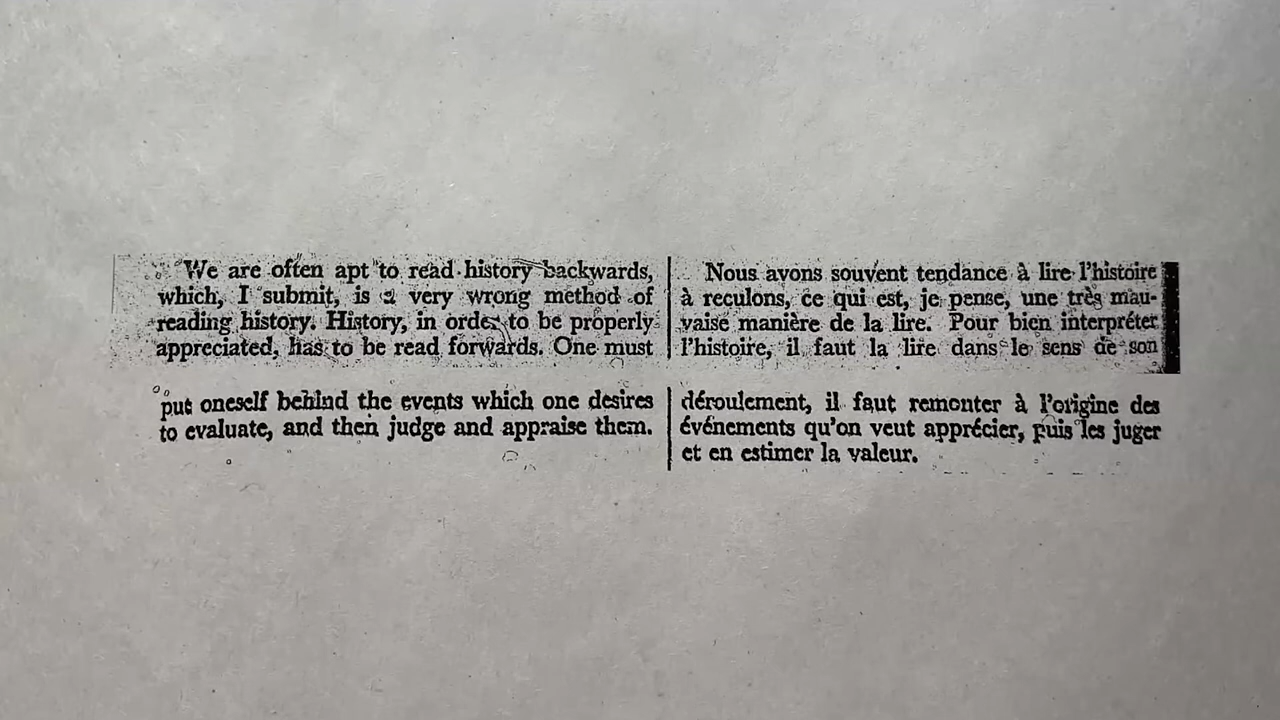 We are often apt to read history backwards,
which, I submit, is a very wrong method of
reading history. History, in order to be properly
appreciated, has to be read forwards. One must
put oneself behind the events which one desires
to evaluate, and then judge and appraise them.
Nous avons souvent tendance à lire l'histoire
à reculons, ce qui est, je pense, une très mau-
vaise manière de la lire. Pour bien interpréter
l'histoire, il faut la lire dans le sens de son
déroulement, il faut remonter à l'origine des
événements qu'on veut apprécier, puis les juger
et en estimer la valeur.